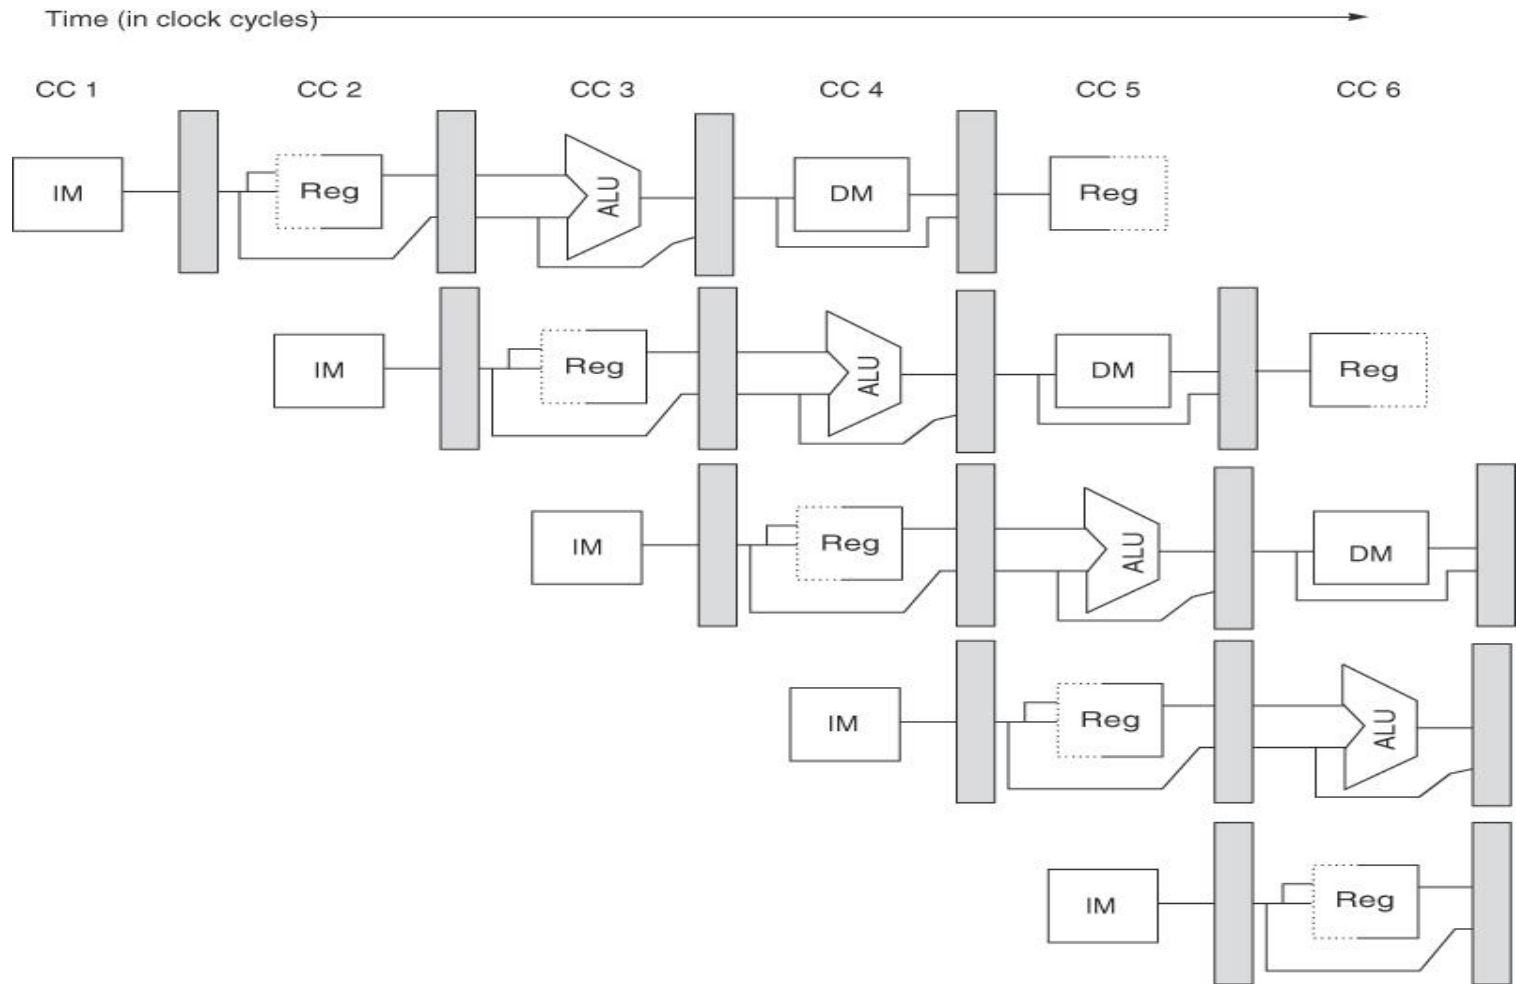 Time (in clock cycles)
CC 1 CC 2 CC 3 CC 4 CC 5 CC 6
IM Reg ALU DM Reg
IM Reg ALU DM Reg
IM Reg ALU DM
IM Reg ALU
IM Reg